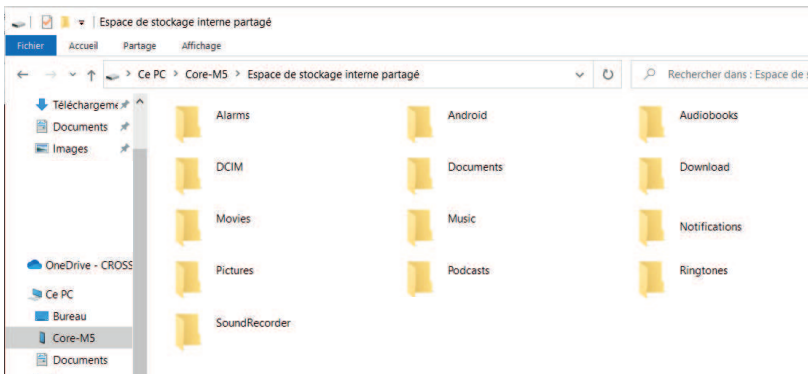 Espace de stockage interne partagé
Fichier Accueil Partage Affichage
Ce PC > Core-M5 > Espace de stockage interne partagé
Rechercher dans : Espace de s
Téléchargeme
Documents
Images
OneDrive - CROSS
Ce PC
Bureau
Core-M5
Documents
Alarms Android Audiobooks
DCIM Documents Download
Movies Music Notifications
Pictures Podcasts Ringtones
SoundRecorder